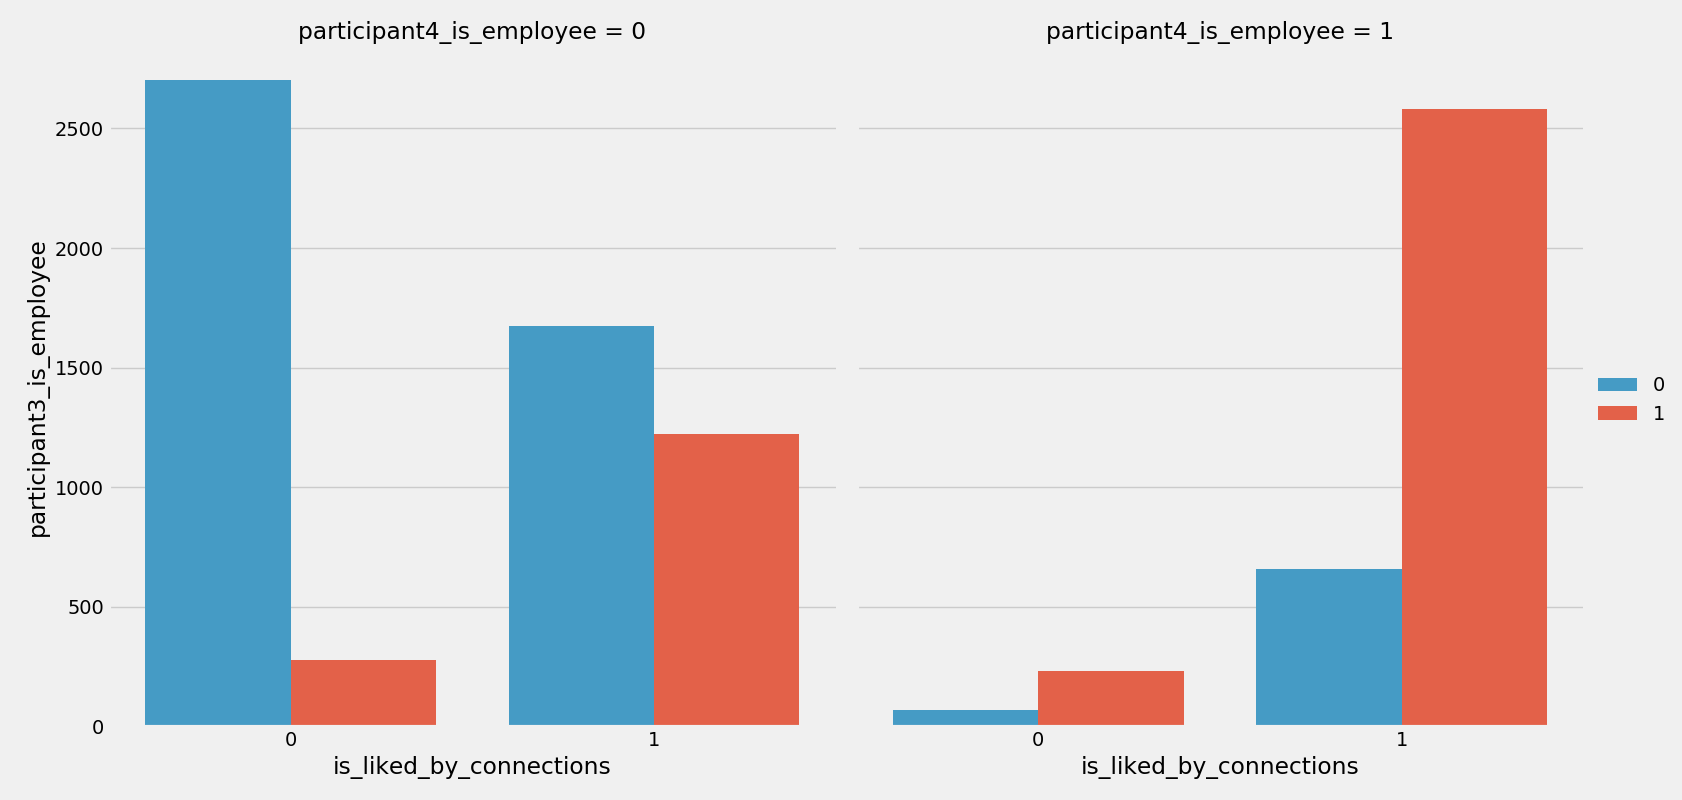 participant4_is_employee = 0
participant4_is_employee = 1
participant3_is_employee
2500
2000
1500
1000
500
0
0
1
0
1
is_liked_by_connections
is_liked_by_connections
0
1